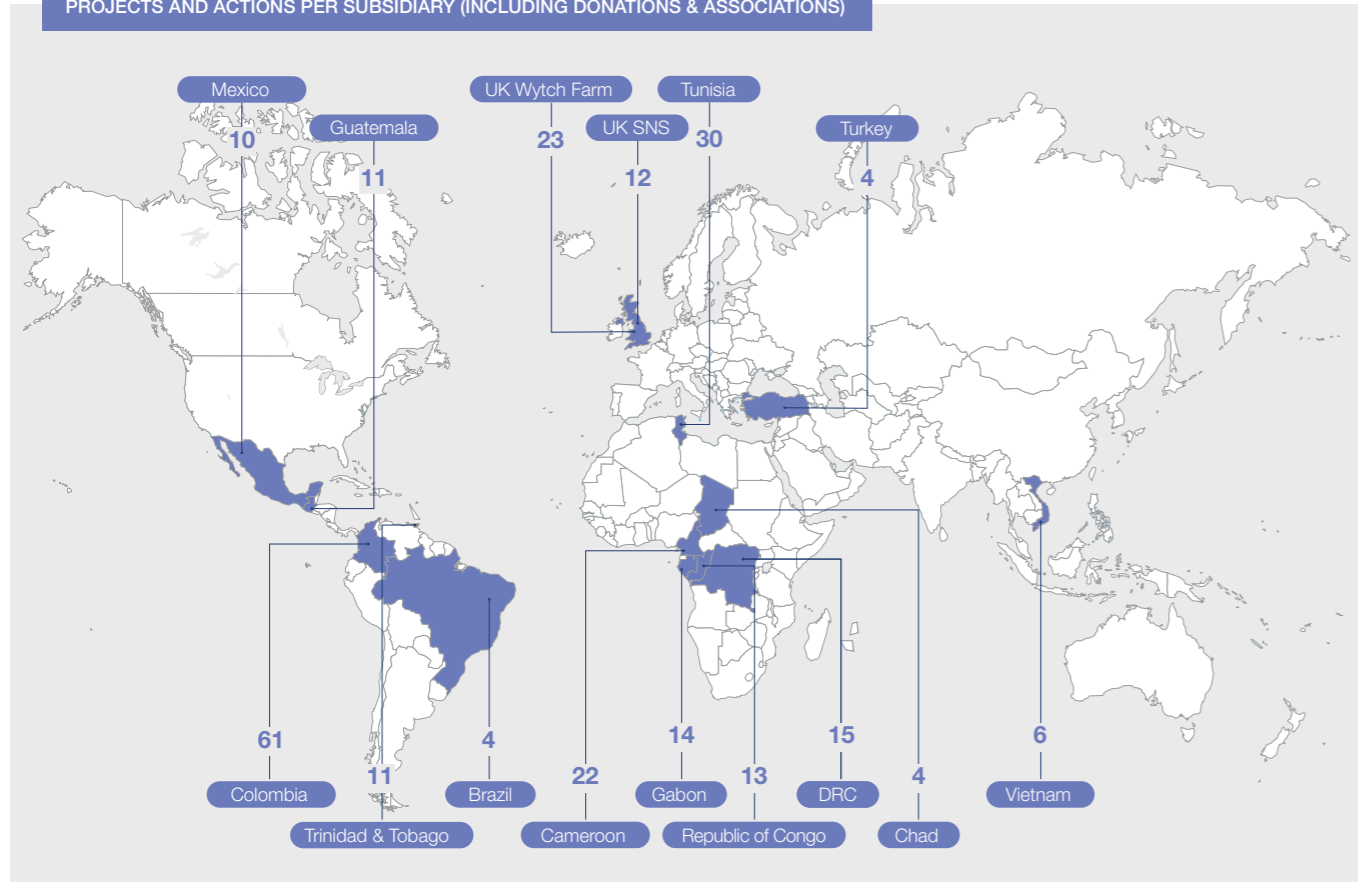 PROJECTS AND ACTIONS PER SUBSIDIARY (INCLUDING DONATIONS & ASSOCIATIONS)
Mexico
10
Guatemala
11
UK Wytch Farm
23
UK SNS
12
Tunisia
30
Turkey
4
61
Colombia
11
Trinidad & Tobago
4
Brazil
22
Cameroon
14
Gabon
13
Republic of Congo
15
DRC
4
Chad
6
Vietnam